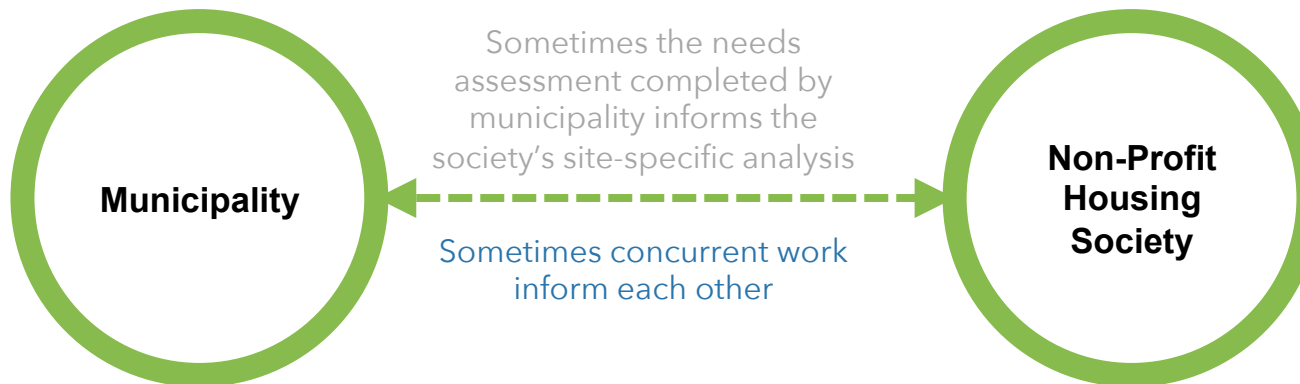 Municipality
Sometimes the needs
assessment completed by
municipality informs the
society’s site-specific analysis
Sometimes concurrent work
inform each other
Non-Profit
Housing
Society